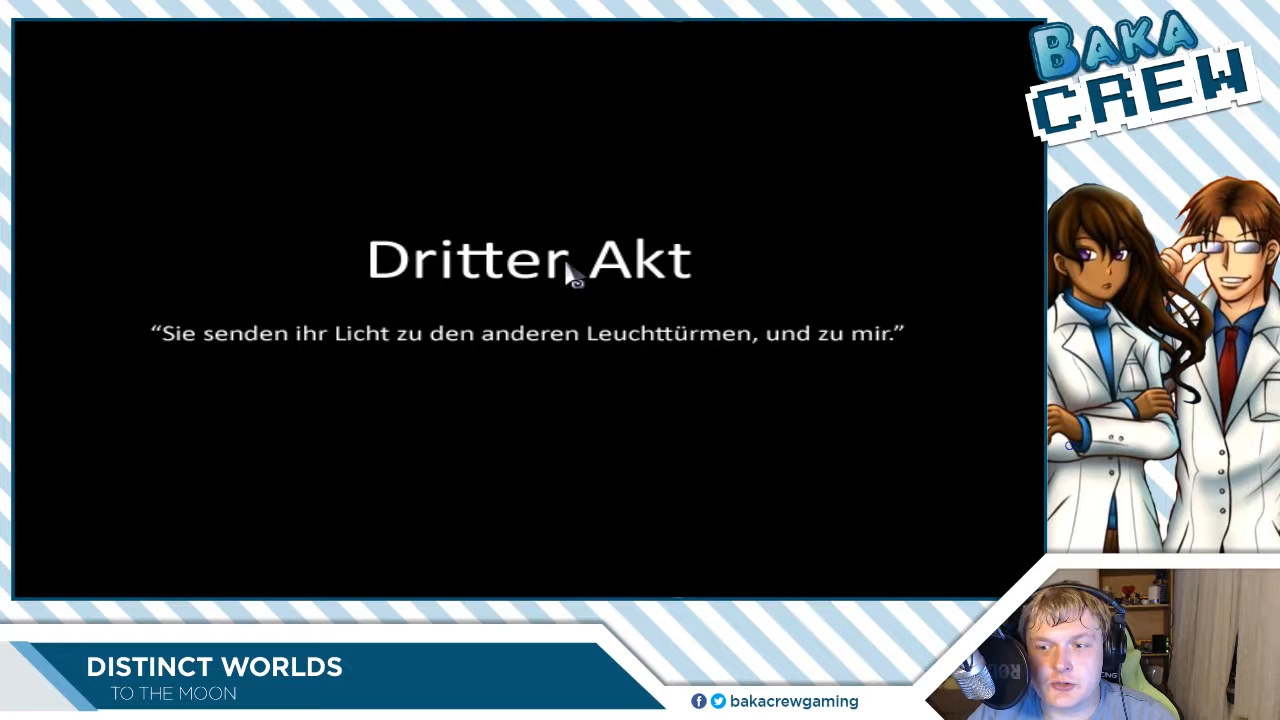 BAKA
CREW
Dritter Akt
“Sie senden ihr Licht zu den anderen Leuchttürmen, und zu mir.”
DISTINCT WORLDS
TO THE MOON
bakacrewgaming